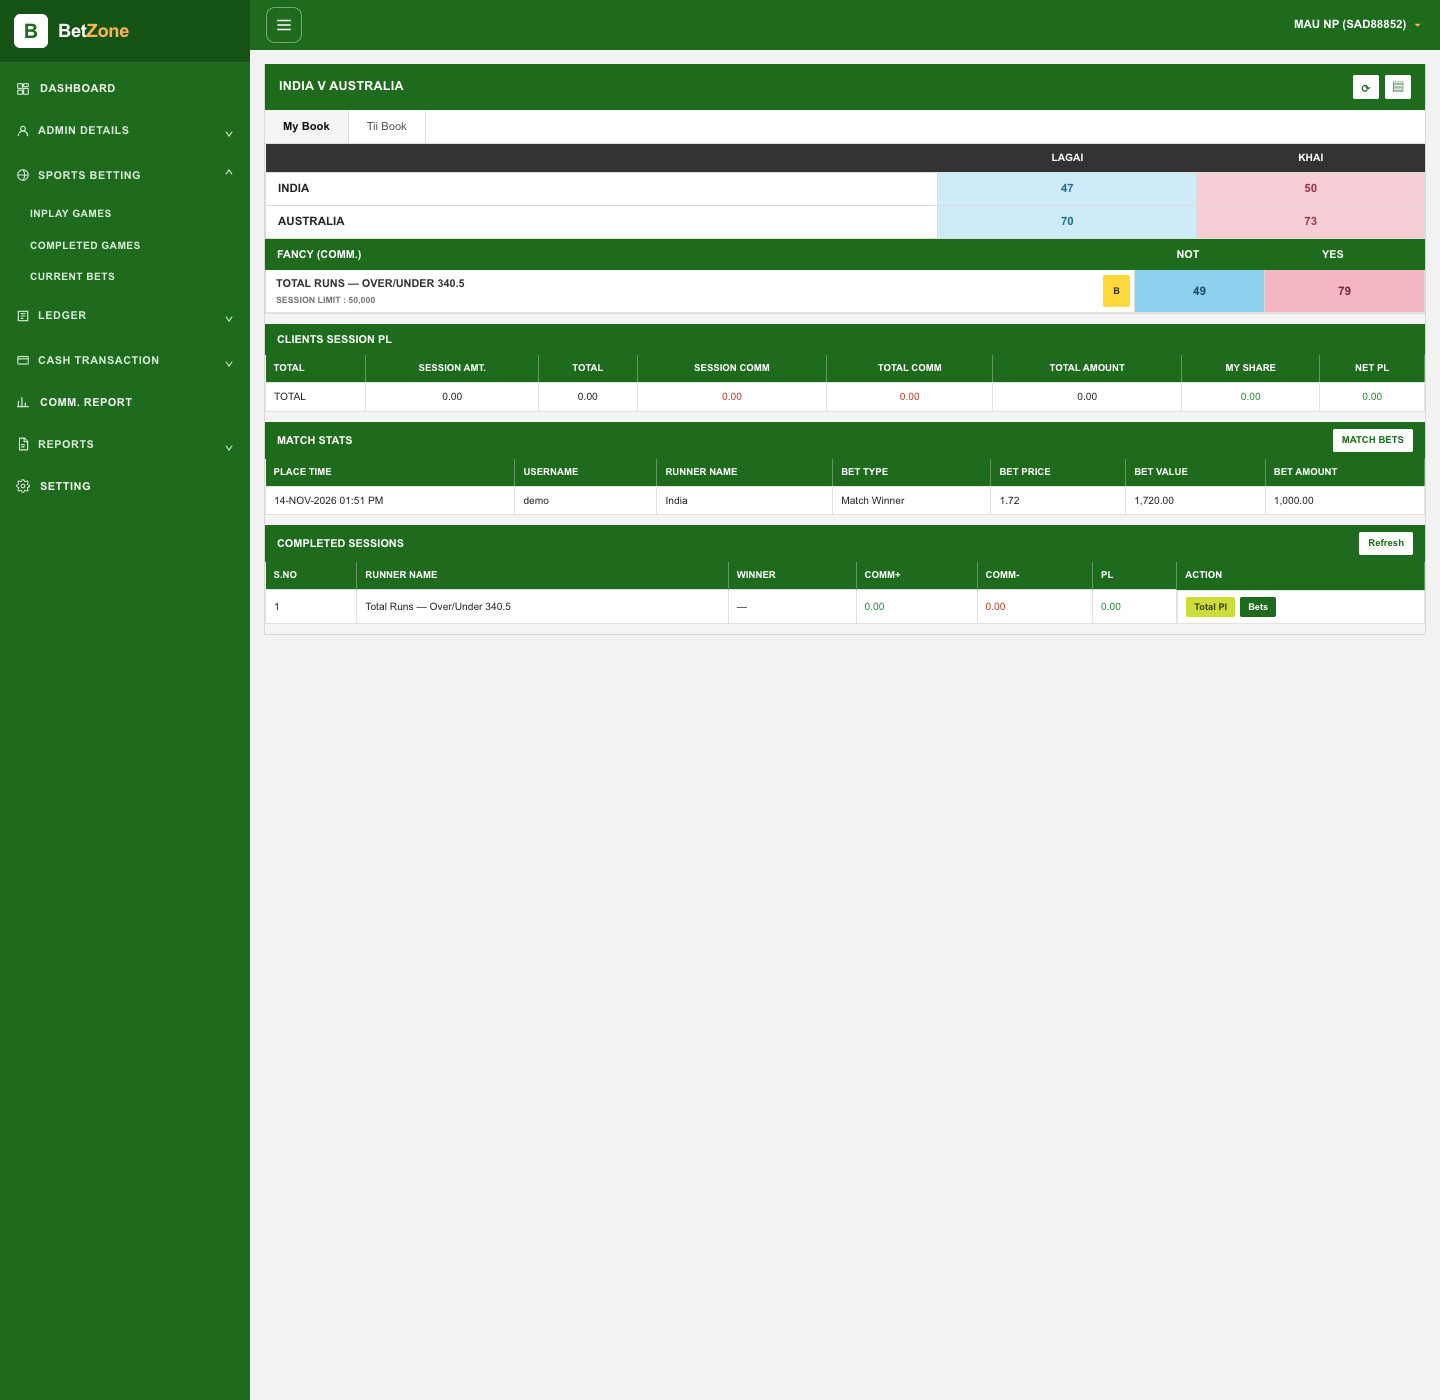 B BetZone
MAU NP (SAD88852)
DASHBOARD
ADMIN DETAILS
SPORTS BETTING
INPLAY GAMES
COMPLETED GAMES
CURRENT BETS
LEDGER
CASH TRANSACTION
COMM. REPORT
REPORTS
SETTING
INDIA V AUSTRALIA
My Book Tii Book
LAGAI KHAI
INDIA 47 50
AUSTRALIA 70 73
FANCY (COMM.) NOT YES
TOTAL RUNS — OVER/UNDER 340.5 B 49 79
SESSION LIMIT : 50,000
CLIENTS SESSION PL
TOTAL SESSION AMT. TOTAL SESSION COMM TOTAL COMM TOTAL AMOUNT MY SHARE NET PL
TOTAL 0.00 0.00 0.00 0.00 0.00 0.00 0.00
MATCH STATS MATCH BETS
PLACE TIME USERNAME RUNNER NAME BET TYPE BET PRICE BET VALUE BET AMOUNT
14-NOV-2026 01:51 PM demo India Match Winner 1.72 1,720.00 1,000.00
COMPLETED SESSIONS Refresh
S.NO RUNNER NAME WINNER COMM+ COMM- PL ACTION
1 Total Runs — Over/Under 340.5 — 0.00 0.00 0.00 Total Pl Bets